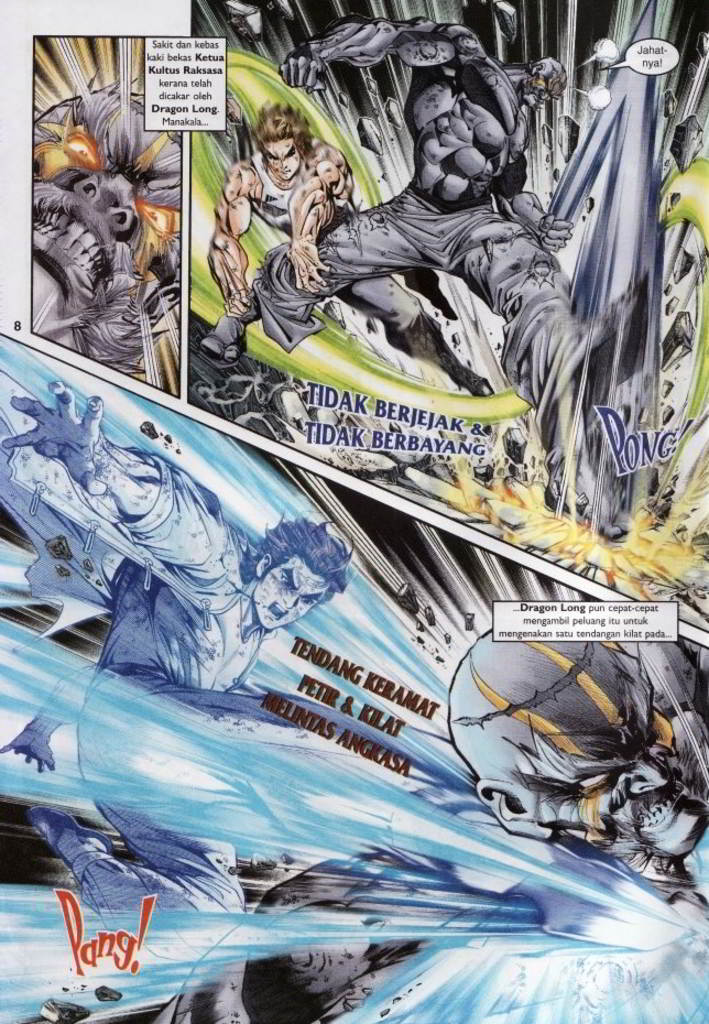 Sakit dan kebas
kaki bekas Ketua
Kultus Raksasa
kerana telah
dicakar oleh
Dragon Long.
Manakala...
Jahat-
nya!
TIDAK BERJEJAK &
TIDAK BERBAYANG
PONG!
8
...Dragon Long pun cepat-cepat
mengambil peluang itu untuk
mengenakan satu tendangan kilat pada...
TENDANG KERAMAT
PETIR & KILAT
MELINTAS ANGKASA
Pang!